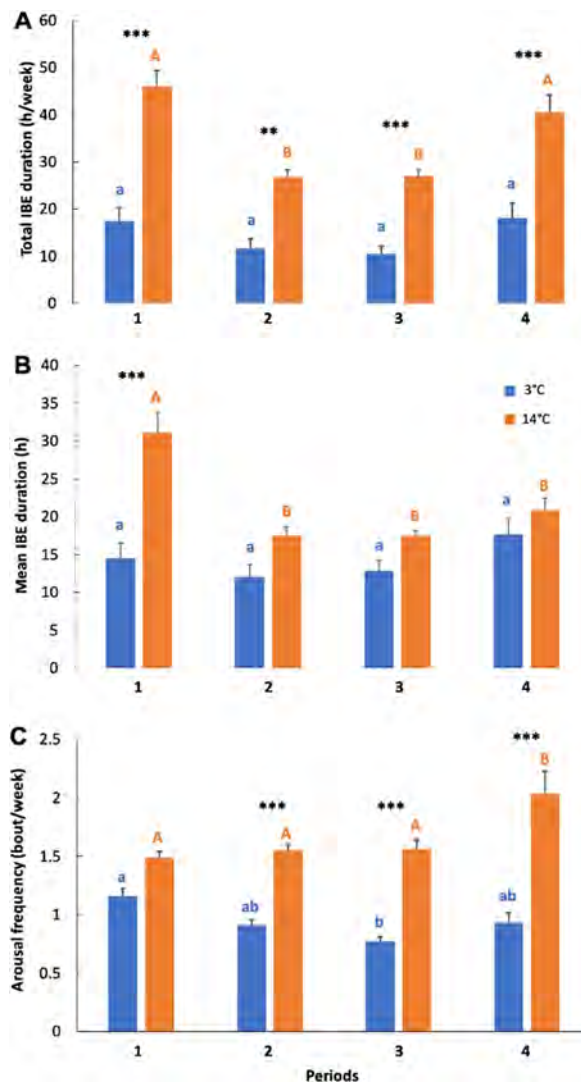 A
Total IBE duration (h/week)
60
50
40
30
20
10
0
***
**
***
***
a
A
a
B
a
B
a
A
1
2
3
4
B
Mean IBE duration (h)
40
35
30
25
20
15
10
5
0
***
3°C
14°C
a
A
a
B
a
B
a
B
1
2
3
4
C
Arousal frequency (bout/week)
2.5
2
1.5
1
0.5
0
***
***
***
a
A
ab
A
b
A
ab
B
1
2
3
4
Periods